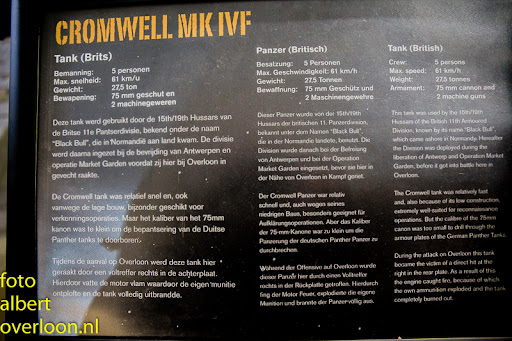 CROMWELL MK IVF
Tank (Brits)
Bemanning: 5 personen
Max. snelheid: 61 km/u
Gewicht: 27,5 ton
Bewapening: 75 mm geschut en
2 machinegeweren
Deze tank werd gebruikt door de 15th/19th Hussars van
de Britse 11e Pantserdivisie, bekend onder de naam
"Black Bull", die in Normandië aan land kwam. De divisie
werd daarna ingezet bij de bevrijding van Antwerpen en
operatie Market Garden voordat zij hier bij Overloon in
gevecht raakte.
De Cromwell Tank was relatief snel en, ook
vanwege de lage bouw, bijzonder geschikt voor
verkenningsoperaties. Maar het kaliber van het 75mm
kanon was te klein om de bepantsering van de Duitse
Panther tanks te doorboren.
Tijdens de aanval op Overloon werd deze tank hier
geraakt door een voltreffer rechts in de achterplaat.
Hierdoor vatte de motor vlam waardoor de eigen munitie
ontplofte en de tank volledig uitbrandde.
Panzer (Britisch)
Besatzung: 5 Personen
Max. Geschwindigkeit: 61 km/h
Gewicht: 27,5 Tonnen
Bewaffnung: 75 mm Geschütz und
2 Maschinengewehre
Dieser Panzer wurde von der 15th/19th
Hussars der britischen 11. Panzerdivision,
bekannt unter dem Namen "Black Bull",
die in der Normandie landete, benutzt. Die
Division wurde danach bei der Befreiung
von Antwerpen und bei der Operation
Market Garden eingesetzt, bevor sie hier in
der Nähe von Overloon in Kampf geriet.
Der Cromwell Panzer war relativ
schnell und, auch wegen seines
niedrigen Baus, besonders geeignet für
Aufklärungsoperationen. Aber das Kaliber
der 75-mm-Kanone war zu klein um die
Panzerung der deutschen Panther Panzer zu
durchbrechen.
Während der Offensive auf Overloon wurde
dieser Panzer hier durch einen Volltreffer
rechts in der Rückplatte getroffen. Hierdurch
fing der Motor Feuer, explodierte die eigene
Munition und brannte der Panzer völlig aus.
Tank (British)
Crew: 5 persons
Max. speed: 61 km/h
Weight: 27.5 tonnes
Armament: 75 mm cannon and
2 machine guns
This tank was used by the 15th/19th
Hussars of the British 11th Armoured
Division, known by its name "Black Bull",
which came ashore in Normandy. Hereafter
the Division was deployed during the
liberation of Antwerp and Operation Market
Garden, before it got into battle here in
Overloon.
The Cromwell tank was relatively fast
and, also because of its low construction,
extremely well-suited for reconnaissance
operations. But the calibre of the 75mm
cannon was too small to drill through the
armour plates of the German Panther Tanks.
During the attack on Overloon this tank
became the victim of a direct hit at the
right in the rear plate. As a result of this
the engine caught fire, because of which
the own ammunition exploded and the tank
completely burned out.
foto
albert
overloon.nl